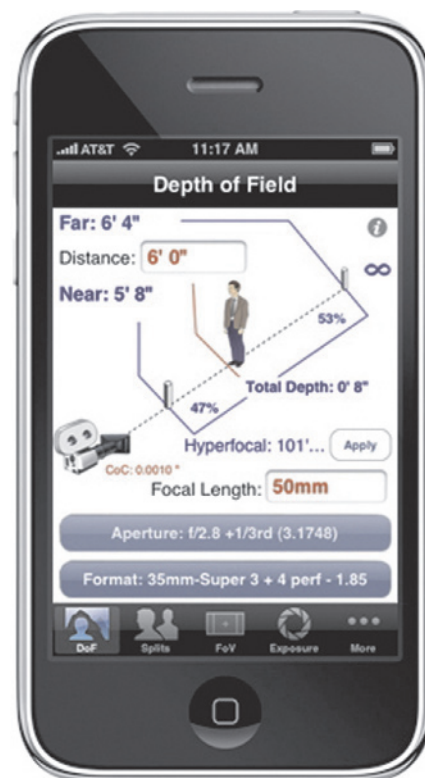 AT&T 11:17 AM
Depth of Field
Far: 6' 4"
Distance: 6' 0"
∞
Near: 5' 8"
53%
Total Depth: 0' 8"
47%
Hyperfocal: 101'... Apply
CoC: 0.0010 "
Focal Length: 50mm
Aperture: f/2.8 +1/3rd (3.1748)
Format: 35mm-Super 3 + 4 perf - 1.85
DoF Splits FoV Exposure More